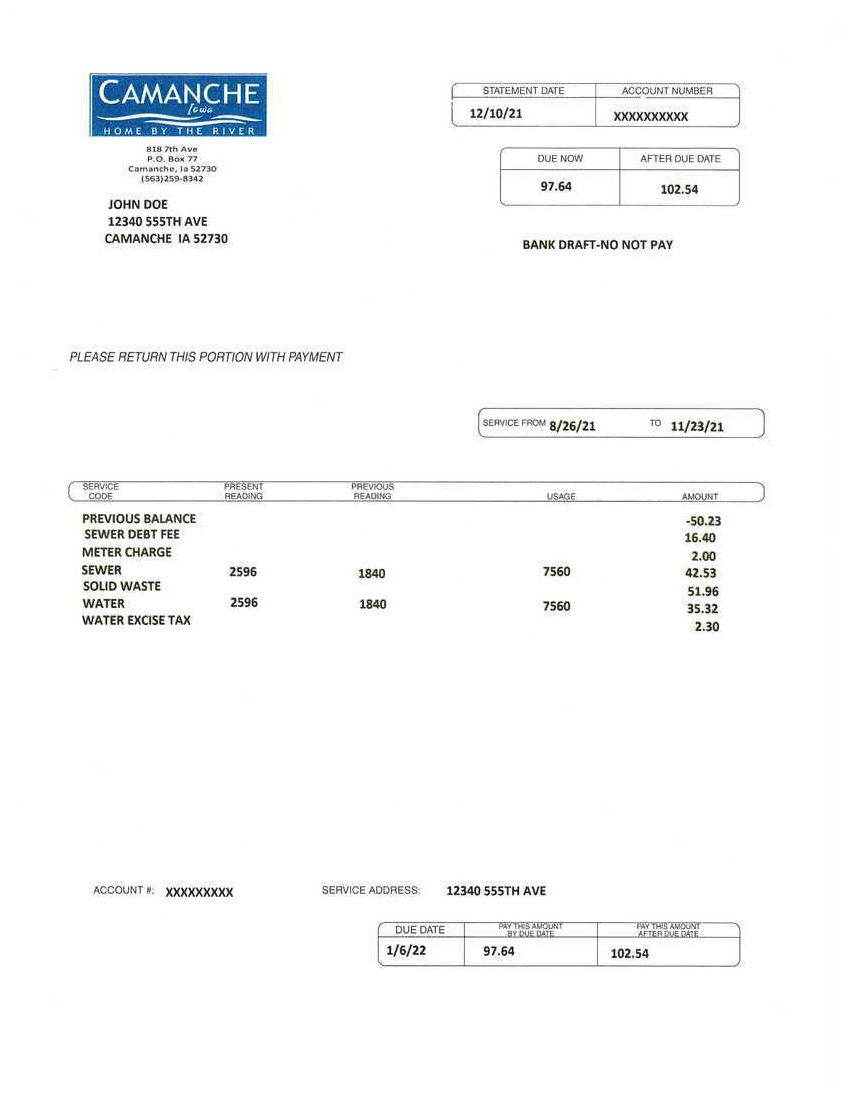 CAMANCHE
Iowa
HOME BY THE RIVER
818 7th Ave
P.O. Box 77
Camanche, Ia 52730
(563)259-8342
JOHN DOE
12340 555TH AVE
CAMANCHE IA 52730
STATEMENT DATE ACCOUNT NUMBER
12/10/21 XXXXXXXXXX
DUE NOW AFTER DUE DATE
97.64 102.54
BANK DRAFT-NO NOT PAY
PLEASE RETURN THIS PORTION WITH PAYMENT
SERVICE FROM 8/26/21 TO 11/23/21
SERVICE CODE PRESENT READING PREVIOUS READING USAGE AMOUNT
PREVIOUS BALANCE -50.23
SEWER DEBT FEE 16.40
METER CHARGE 2.00
SEWER 2596 1840 7560 42.53
SOLID WASTE 51.96
WATER 2596 1840 7560 35.32
WATER EXCISE TAX 2.30
ACCOUNT #: XXXXXXXXX SERVICE ADDRESS: 12340 555TH AVE
DUE DATE PAY THIS AMOUNT BY DUE DATE PAY THIS AMOUNT AFTER DUE DATE
1/6/22 97.64 102.54